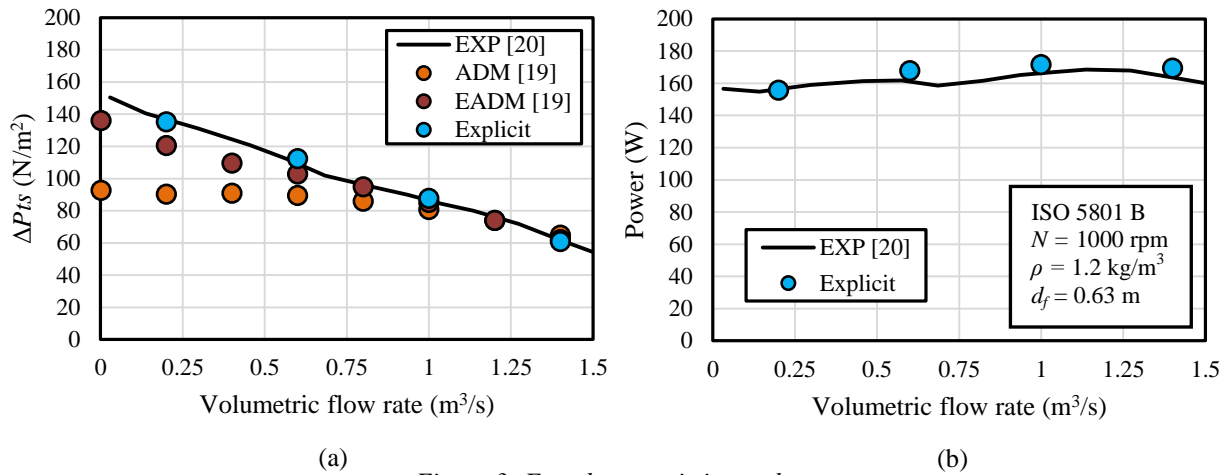 200
180
160
140
120
100
80
60
40
20
0
ΔPts (N/m²)
EXP [20]
ADM [19]
EADM [19]
Explicit
0 0.25 0.5 0.75 1 1.25 1.5
Volumetric flow rate (m³/s)
(a)
200
180
160
140
120
100
80
60
40
20
0
Power (W)
EXP [20]
Explicit
ISO 5801 B
N = 1000 rpm
ρ = 1.2 kg/m³
d_f = 0.63 m
0 0.25 0.5 0.75 1 1.25 1.5
Volumetric flow rate (m³/s)
(b)